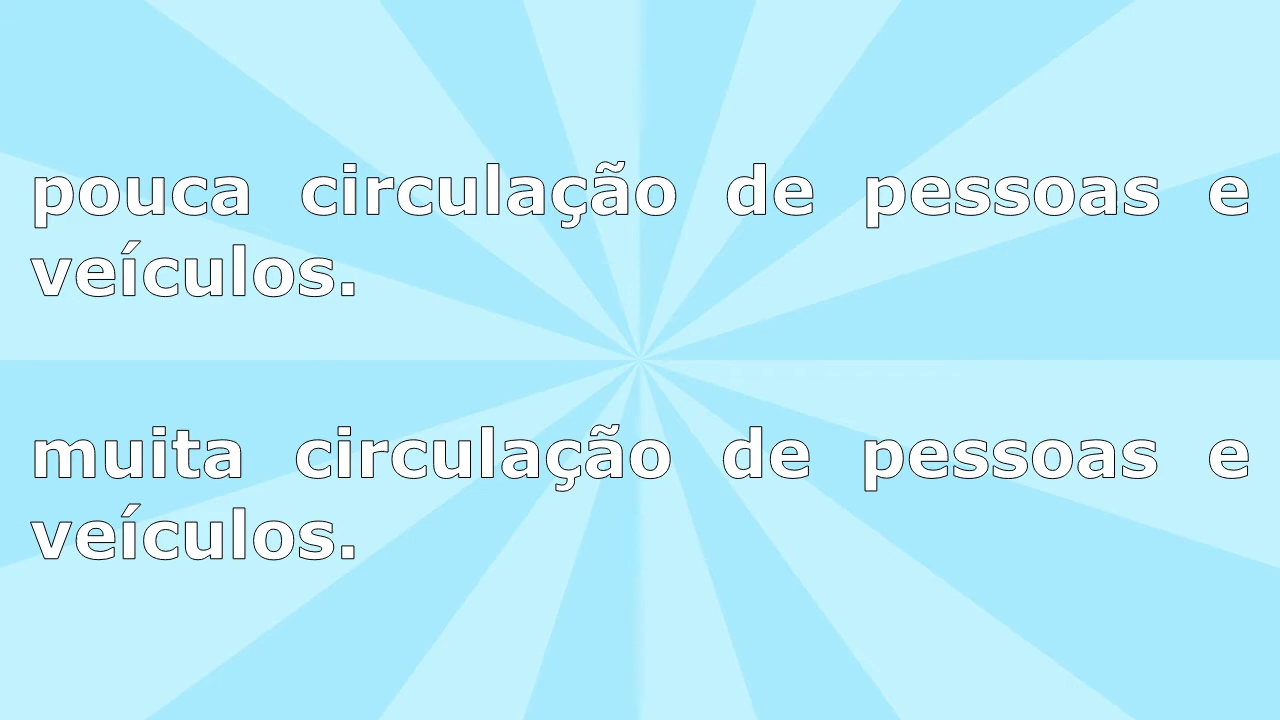 pouca circulação de pessoas e
veículos.
muita circulação de pessoas e
veículos.